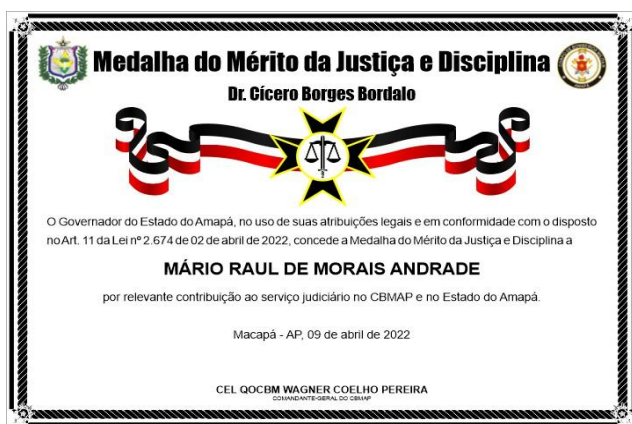 Medalha do Mérito da Justiça e Disciplina
Dr. Cícero Borges Bordalo
O Governador do Estado do Amapá, no uso de suas atribuições legais e em conformidade com o disposto
no Art. 11 da Lei nº 2.674 de 02 de abril de 2022, concede a Medalha do Mérito da Justiça e Disciplina a
MÁRIO RAUL DE MORAIS ANDRADE
por relevante contribuição ao serviço judiciário no CBMAP e no Estado do Amapá.
Macapá - AP, 09 de abril de 2022
CEL QOCBM WAGNER COELHO PEREIRA
COMANDANTE-GERAL DO CBMAP